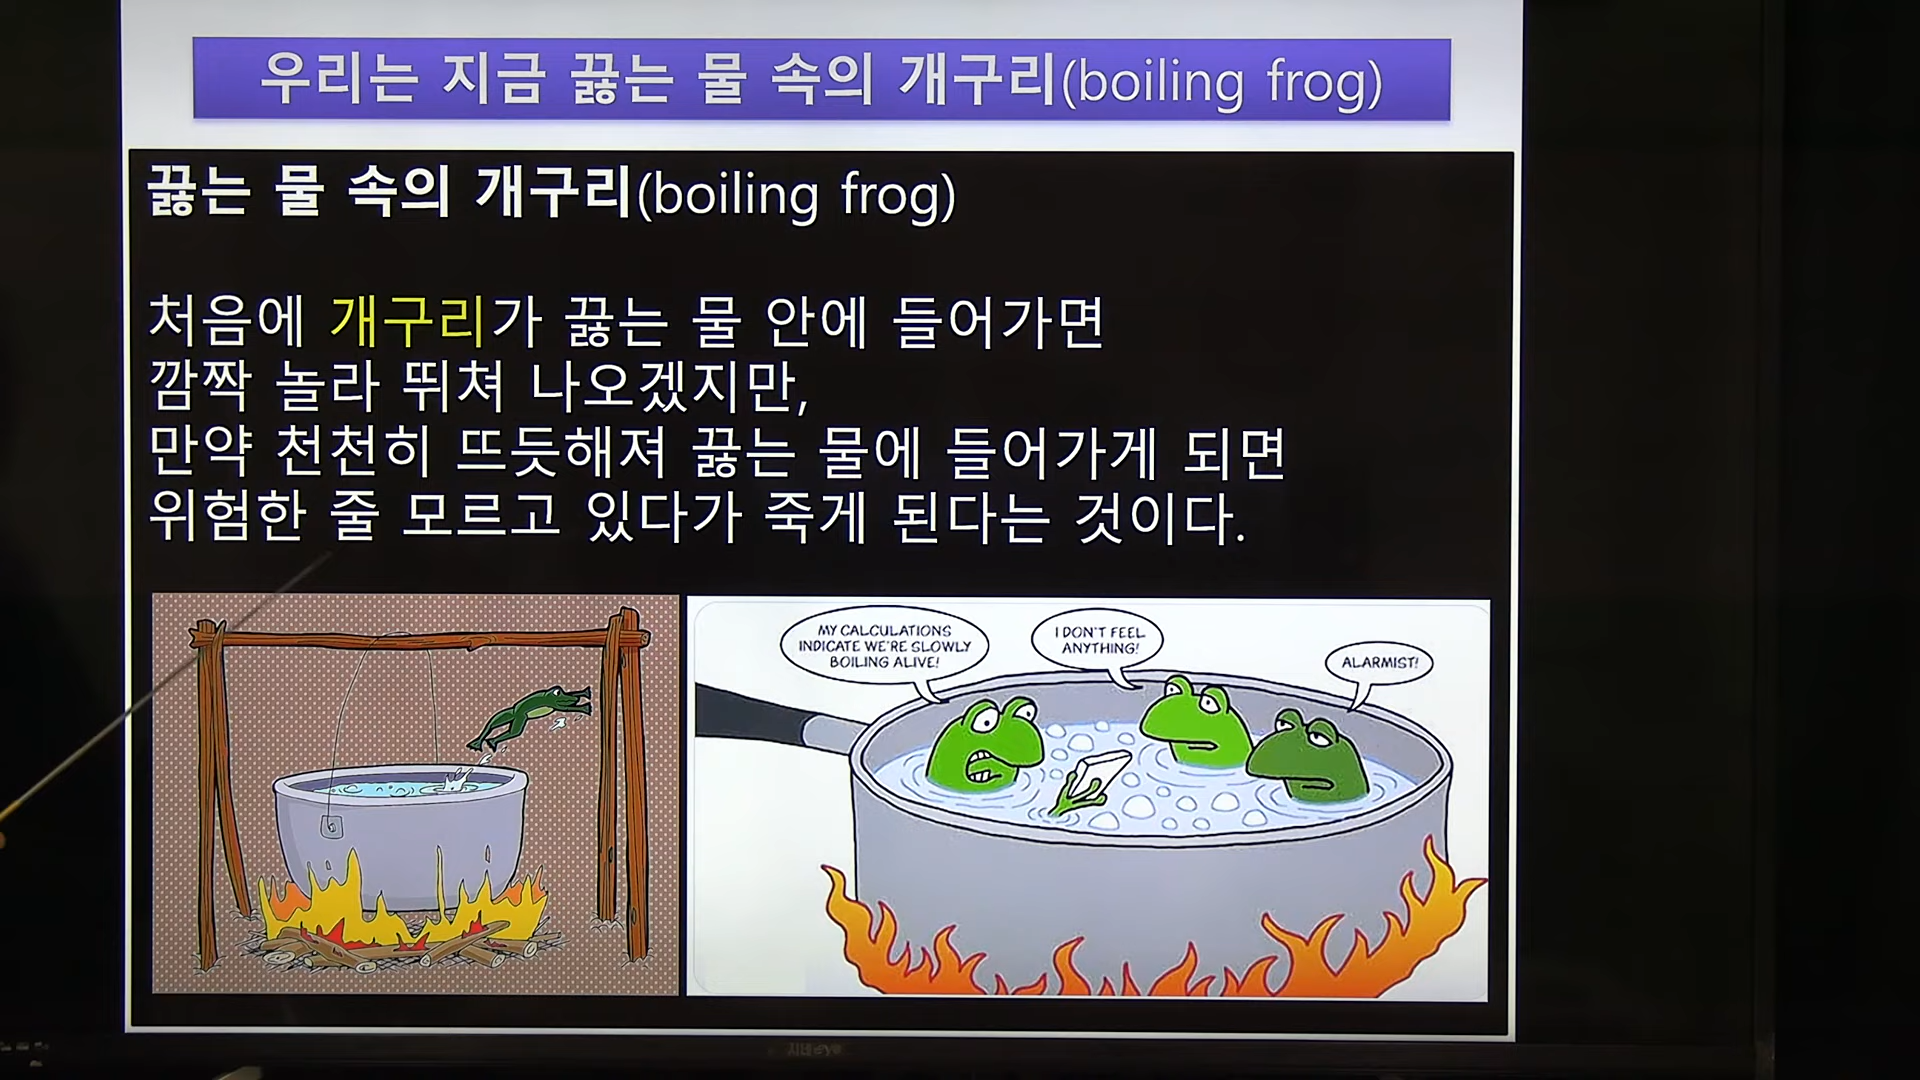 우리는 지금 끓는 물 속의 개구리(boiling frog)
끓는 물 속의 개구리(boiling frog)
처음에 개구리가 끓는 물 안에 들어가면
깜짝 놀라 뛰쳐 나오겠지만,
만약 천천히 뜨듯해져 끓는 물에 들어가게 되면
위험한 줄 모르고 있다가 죽게 된다는 것이다.
MY CALCULATIONS
INDICATE WE'RE SLOWLY
BOILING ALIVE!
I DON'T FEEL
ANYTHING!
ALARMIST!